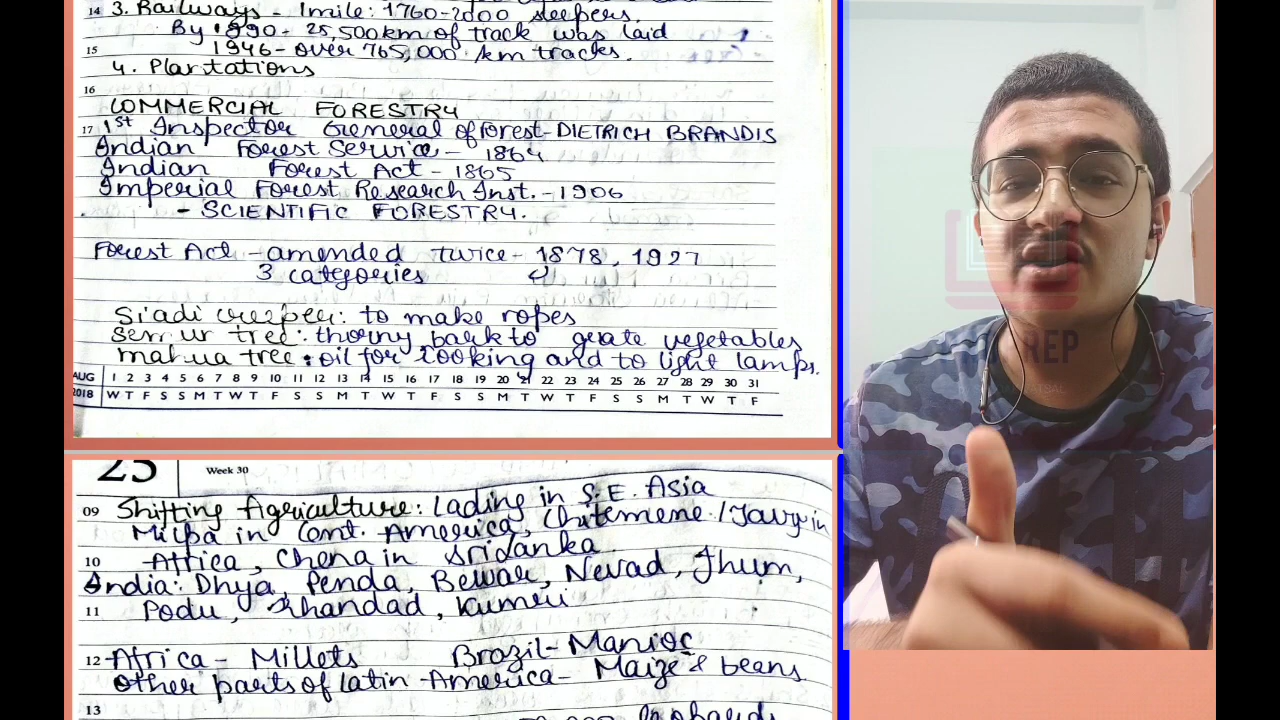 14 3. Railways - 1mile: 1760-2000 sleepers.
By 1890 - 25,500km of track was laid
15 1946 - over 765,000 km tracks.
4. Plantations
16
COMMERCIAL FORESTRY
17 1st Inspector General of forest - DIETRICH BRANDIS
Indian Forest Service - 1864
Indian Forest Act - 1865
Imperial Forest Research Inst. - 1906
- SCIENTIFIC FORESTRY.
Forest Act - amended twice - 1878, 1927
3 categories
Siadi creeper: to make ropes
Semur tree: thorny bark to grate vegetables
mahua tree: oil for cooking and to light lamps.
AUG 1 2 3 4 5 6 7 8 9 10 11 12 13 14 15 16 17 18 19 20 21 22 23 24 25 26 27 28 29 30 31
2018 W T F S S M T W T F S S M T W T F S S M T W T F S S M T W T F
REP
25 Week 30
09 Shifting Agriculture: Lading in S.E. Asia
Milpa in Cent. America, Chitemene / Tavy in
10 Africa, Chena in Sri Lanka
India: Dhya, Penda, Bewar, Nevad, Jhum,
11 Podu, Khandad, Kumri
12 Africa - Millets Brazil - Manioc
Other parts of Latin America - Maize & beans
13